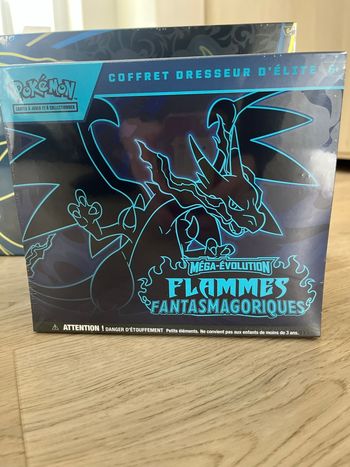 COFFRET DRESSEUR D'ÉLITE
POKÉMON
CARTES À JOUER ET À COLLECTIONNER
MÉGA-ÉVOLUTION
FLAMMES
FANTASMAGORIQUES
ATTENTION ! DANGER D'ÉTOUFFEMENT Petits éléments. Ne convient pas aux enfants de moins de 3 ans.